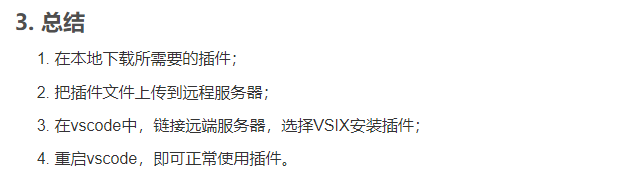 3. 总结
1. 在本地下载所需要的插件；
2. 把插件文件上传到远程服务器；
3. 在vscode中，链接远端服务器，选择VSIX安装插件；
4. 重启vscode，即可正常使用插件。